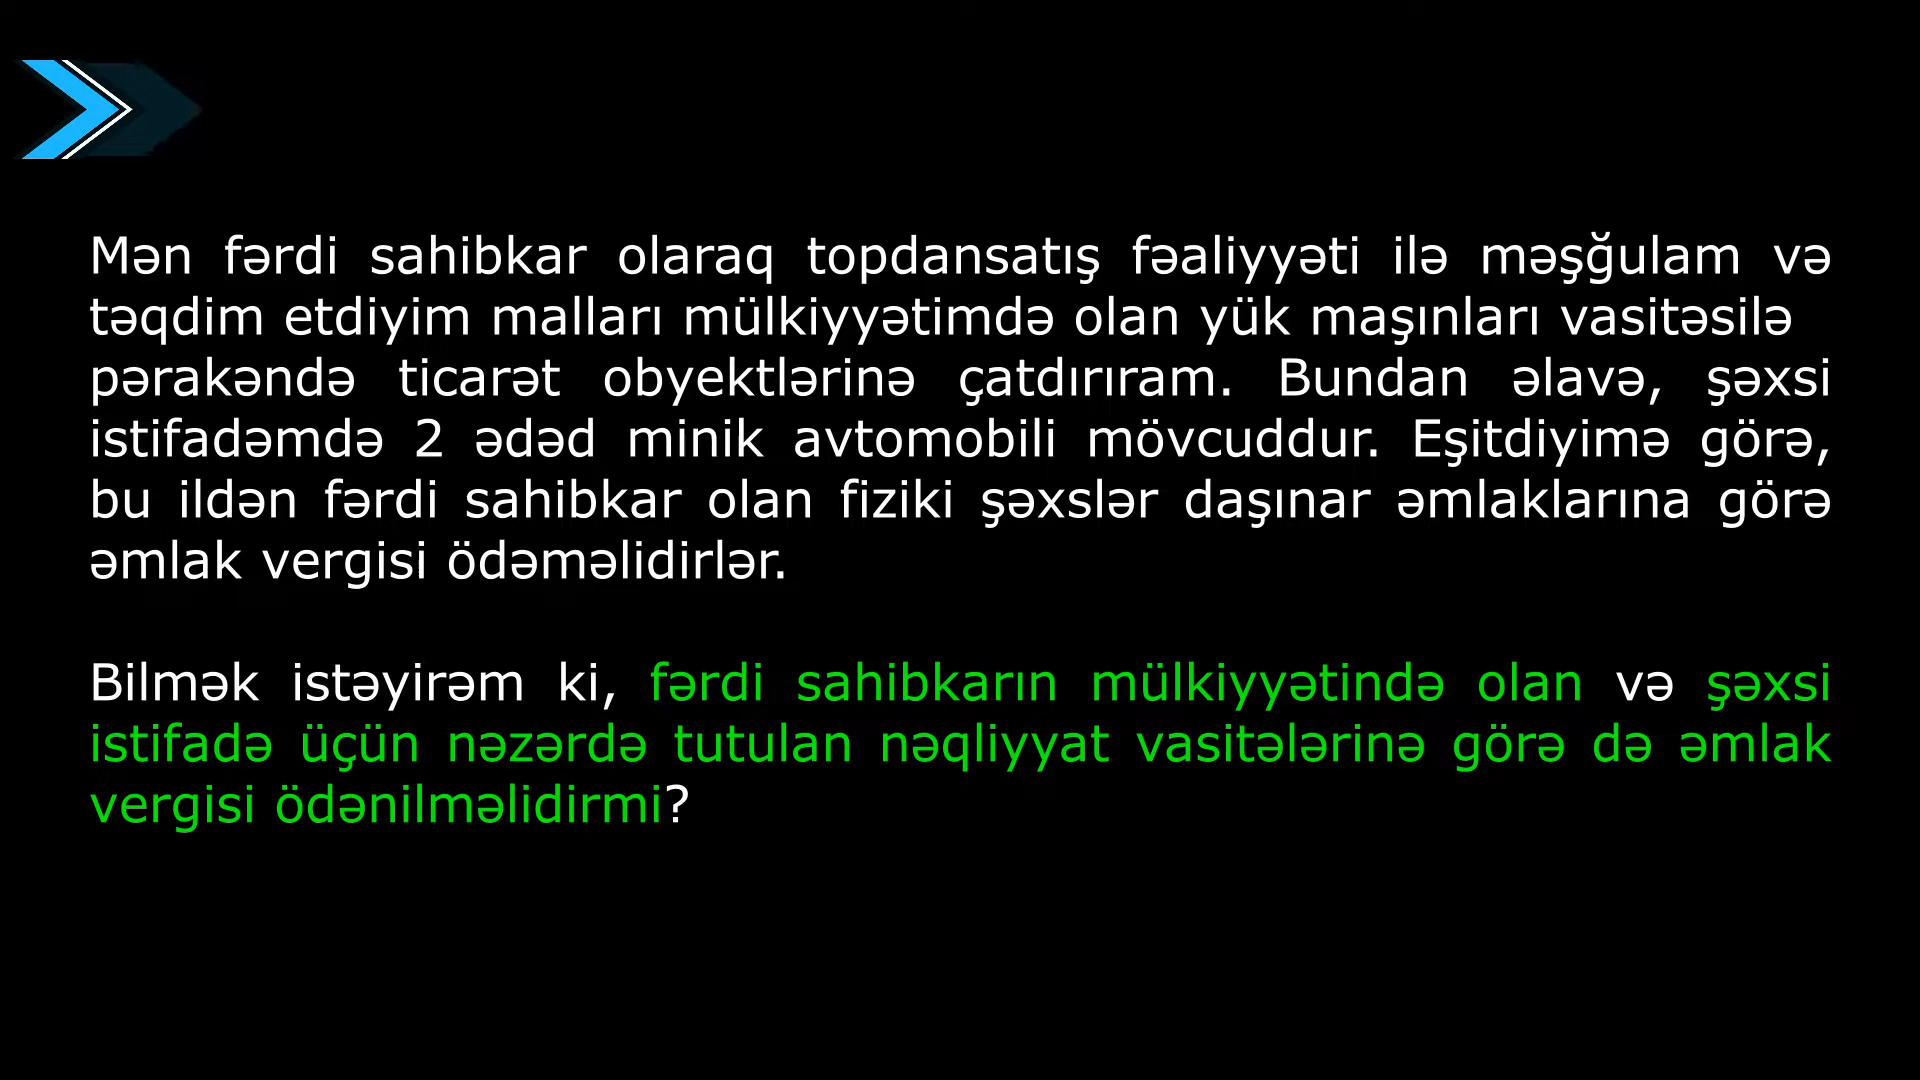 Mən fərdi sahibkar olaraq topdansatış fəaliyyəti ilə məşğulam və
təqdim etdiyim malları mülkiyyətimdə olan yük maşınları vasitəsilə
pərakəndə ticarət obyektlərinə çatdırıram. Bundan əlavə, şəxsi
istifadəmdə 2 ədəd minik avtomobili mövcuddur. Eşitdiyimə görə,
bu ildən fərdi sahibkar olan fiziki şəxslər daşınar əmlaklarına görə
əmlak vergisi ödəməlidirlər.
Bilmək istəyirəm ki, fərdi sahibkarın mülkiyyətində olan və şəxsi
istifadə üçün nəzərdə tutulan nəqliyyat vasitələrinə görə də əmlak
vergisi ödənilməlidirmi?